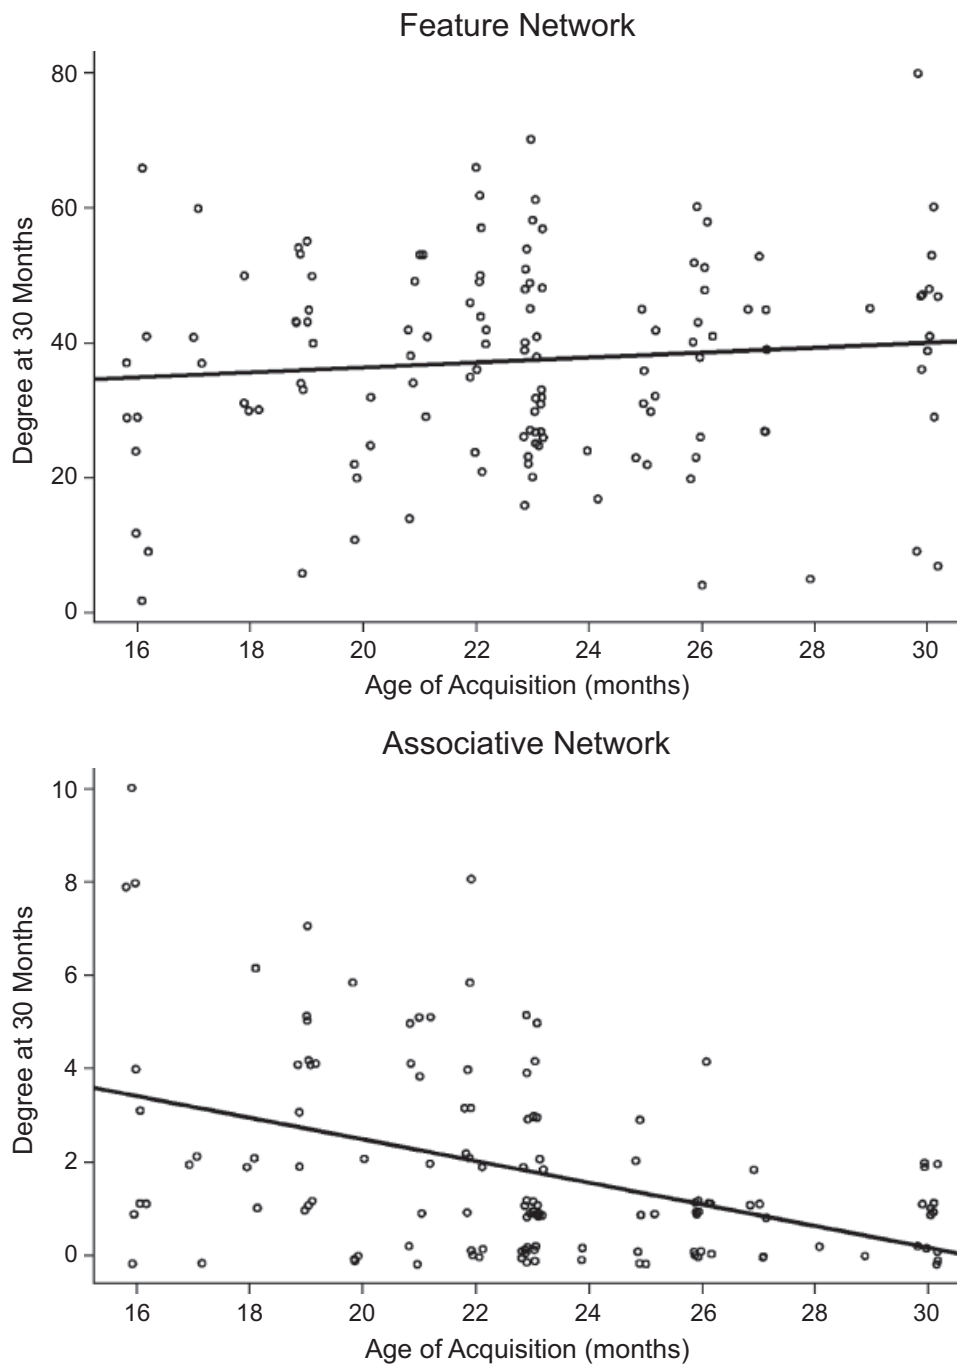 Feature Network
80
60
40
20
0
Degree at 30 Months
16 18 20 22 24 26 28 30
Age of Acquisition (months)
Associative Network
10
8
6
4
2
0
Degree at 30 Months
16 18 20 22 24 26 28 30
Age of Acquisition (months)